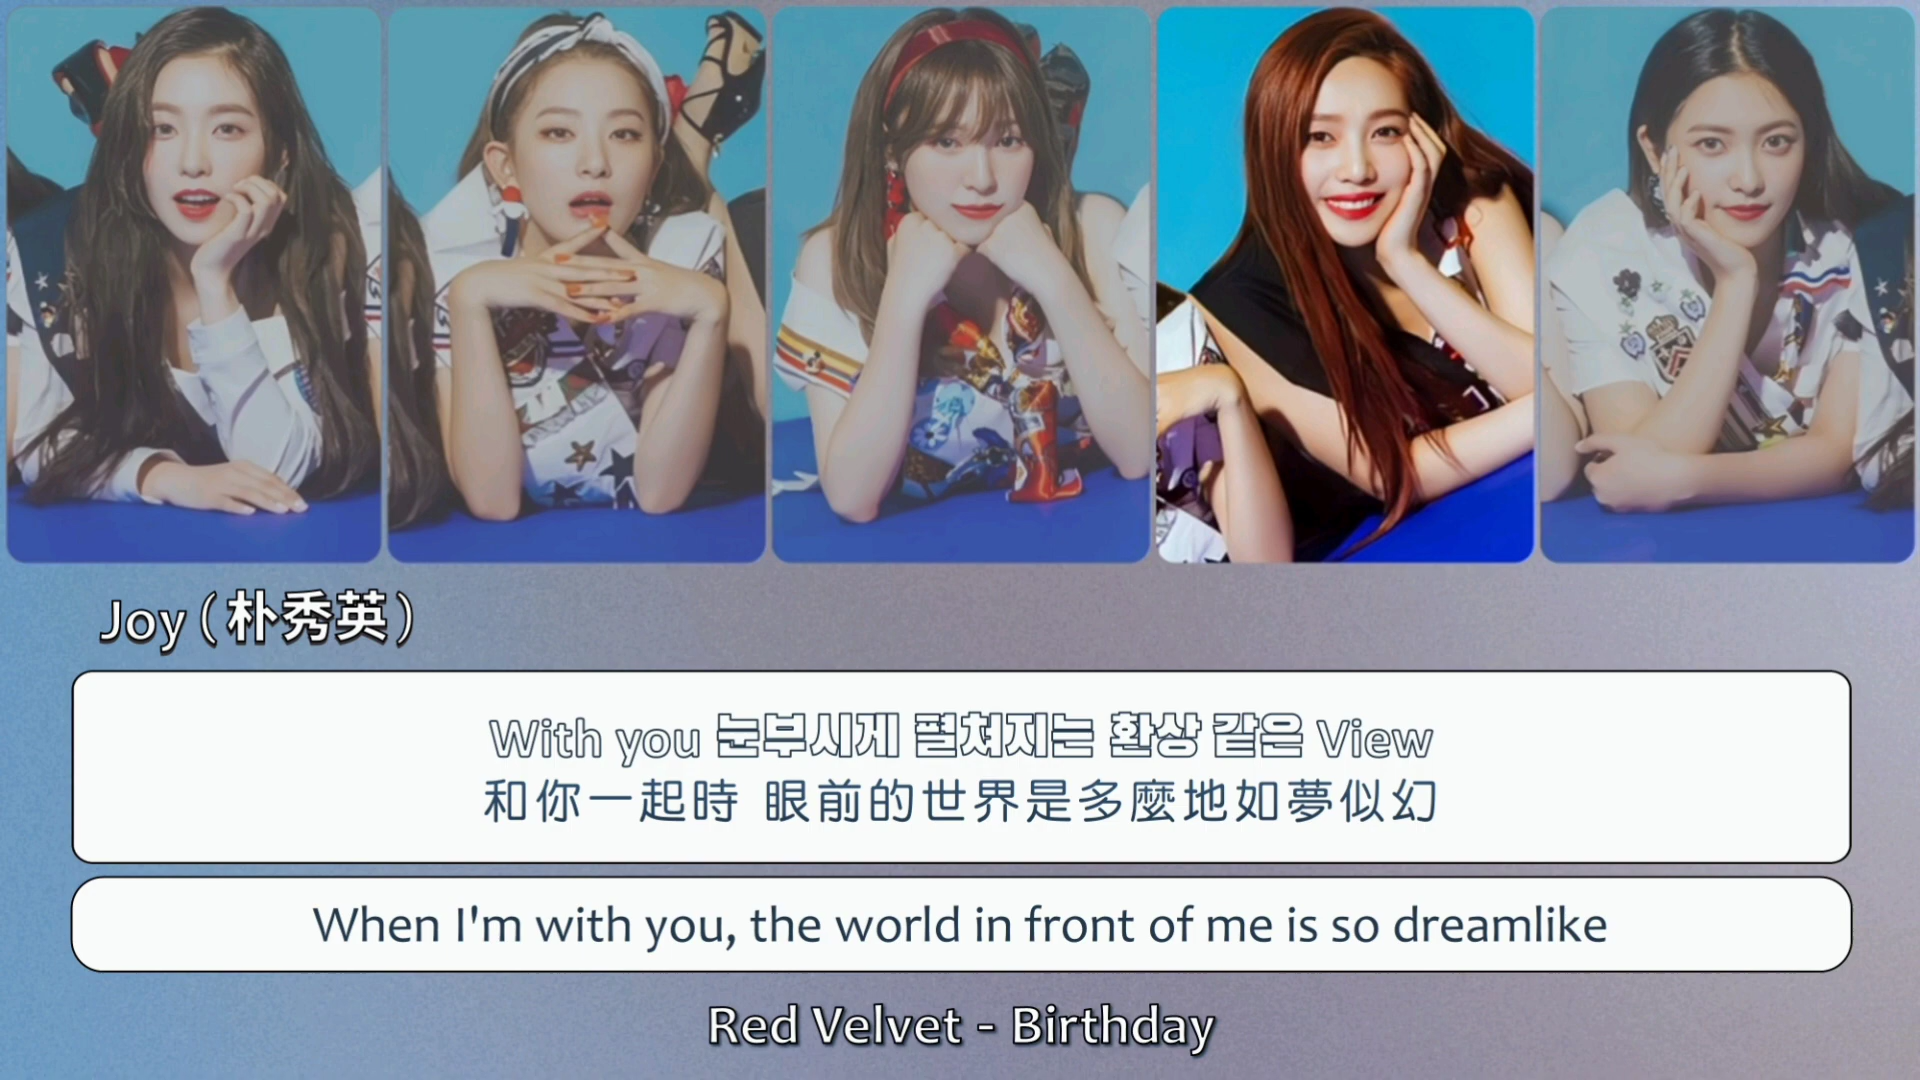 Joy (朴秀英)
With you 눈부시게 펼쳐지는 환상 같은 View
和你一起時 眼前的世界是多麼地如夢似幻
When I'm with you, the world in front of me is so dreamlike
Red Velvet - Birthday